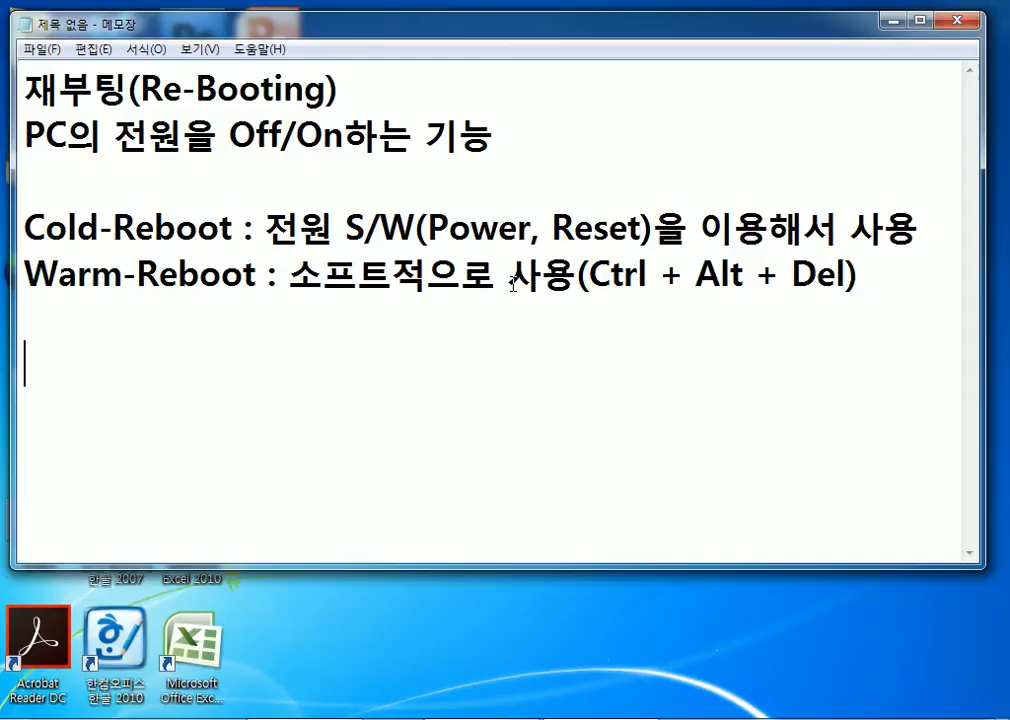 제목 없음 - 메모장
파일(F) 편집(E) 서식(O) 보기(V) 도움말(H)
재부팅(Re-Booting)
PC의 전원을 Off/On하는 기능
Cold-Reboot : 전원 S/W(Power, Reset)을 이용해서 사용
Warm-Reboot : 소프트적으로 사용(Ctrl + Alt + Del)
한글 2007 Excel 2010
Acrobat Reader DC
한컴오피스 한글 2010
Microsoft Office Exc...